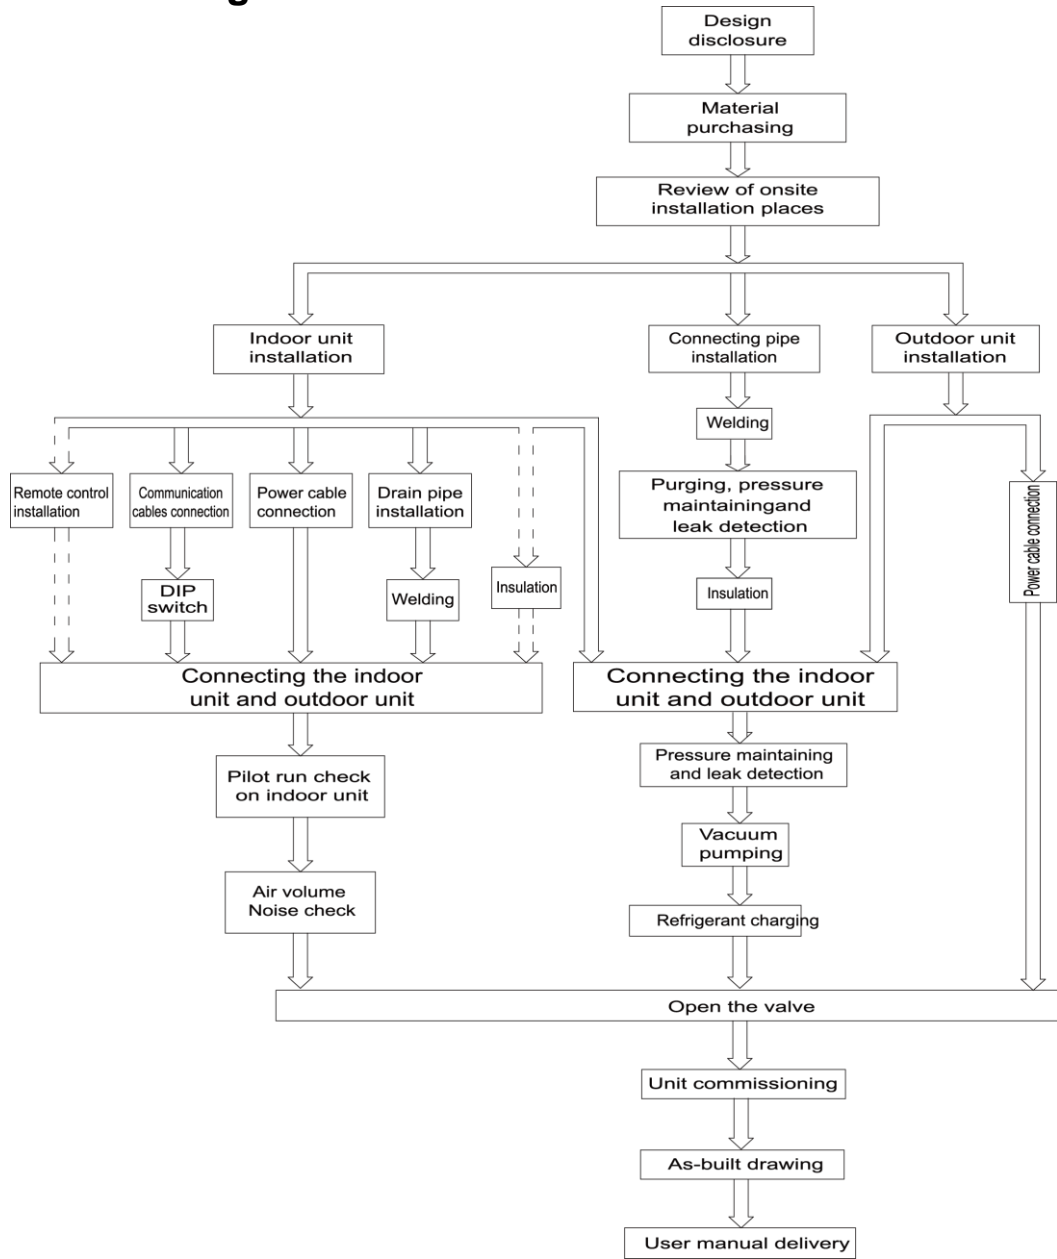 Design
disclosure
Material
purchasing
Review of onsite
installation places
Indoor unit
installation
Connecting pipe
installation
Outdoor unit
installation
Welding
Remote control
installation
Communication
cables connection
Power cable
connection
Drain pipe
installation
Purging, pressure
maintainingand
leak detection
Power cable connection
DIP
switch
Welding
Insulation
Insulation
Connecting the indoor
unit and outdoor unit
Connecting the indoor
unit and outdoor unit
Pilot run check
on indoor unit
Pressure maintaining
and leak detection
Vacuum
pumping
Air volume
Noise check
Refrigerant charging
Open the valve
Unit commissioning
As-built drawing
User manual delivery